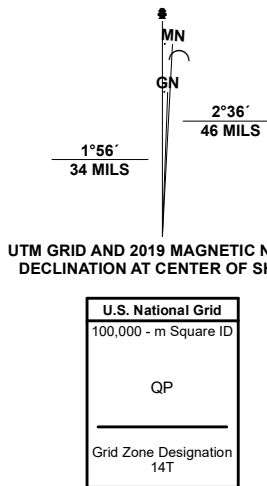 MN
GN
2°36´
46 MILS
1°56´
34 MILS
UTM GRID AND 2019 MAGNETIC N
DECLINATION AT CENTER OF SH
U.S. National Grid
100,000 - m Square ID
QP
Grid Zone Designation
14T